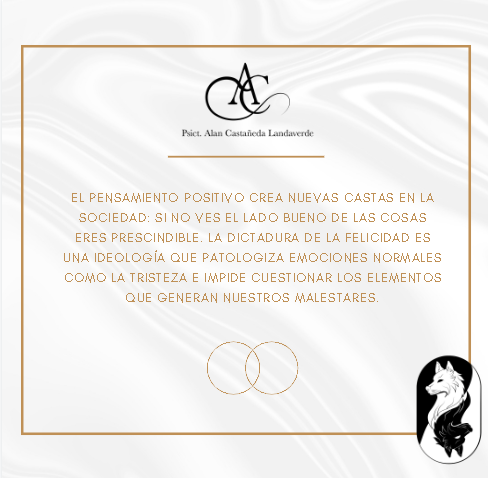 AC
Psict. Alan Castañeda Landaverde
EL PENSAMIENTO POSITIVO CREA NUEVAS CASTAS EN LA
SOCIEDAD: SI NO VES EL LADO BUENO DE LAS COSAS
ERES PRESCINDIBLE. LA DICTADURA DE LA FELICIDAD ES
UNA IDEOLOGÍA QUE PATOLOGIZA EMOCIONES NORMALES
COMO LA TRISTEZA E IMPIDE CUESTIONAR LOS ELEMENTOS
QUE GENERAN NUESTROS MALESTARES.